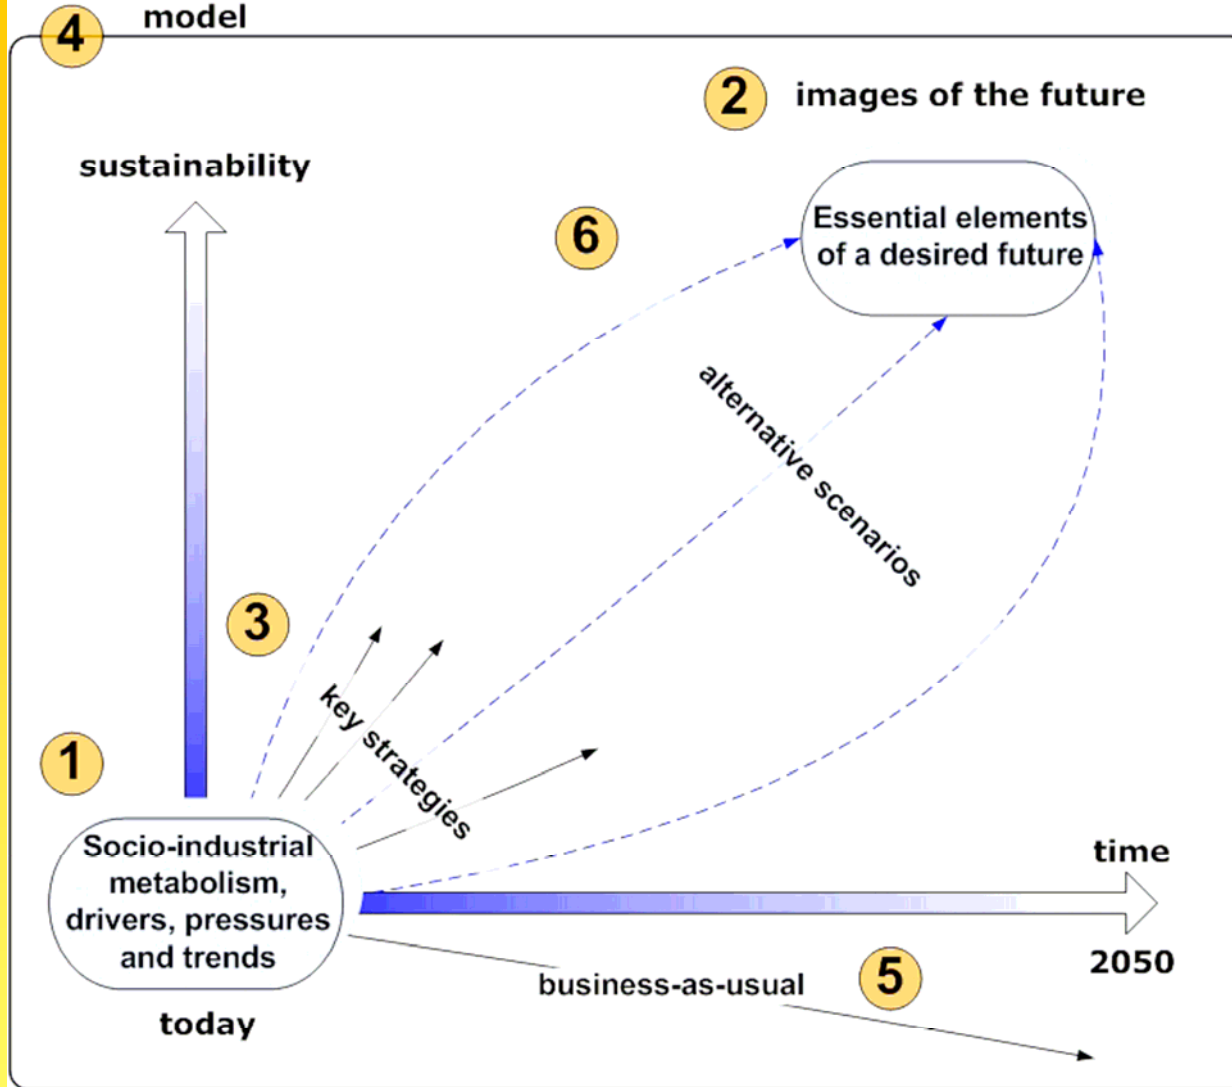 4 model
2 images of the future
sustainability
Essential elements
of a desired future
6
alternative scenarios
3
key strategies
1
Socio-industrial
metabolism,
drivers, pressures
and trends
today
time
2050
business-as-usual
5